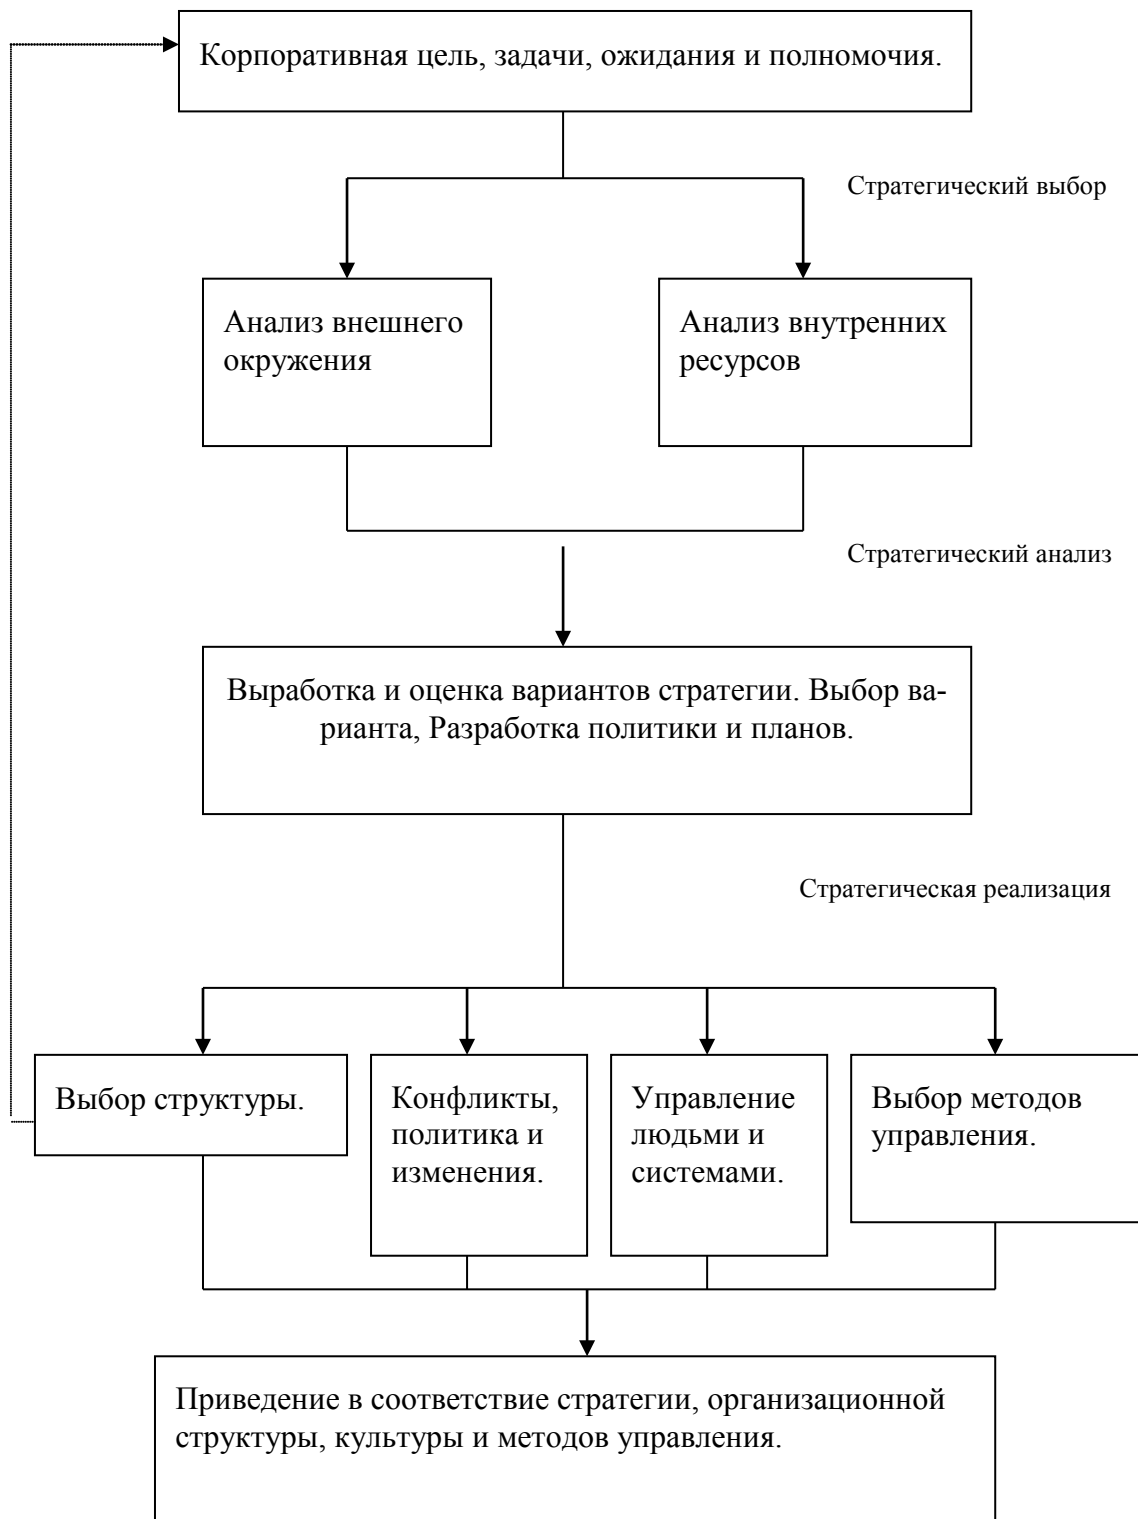 Корпоративная цель, задачи, ожидания и полномочия.
Стратегический выбор
Анализ внешнего
окружения
Анализ внутренних
ресурсов
Стратегический анализ
Выработка и оценка вариантов стратегии. Выбор ва-
рианта, Разработка политики и планов.
Стратегическая реализация
Выбор структуры.
Конфликты,
политика и
изменения.
Управление
людьми и
системами.
Выбор методов
управления.
Приведение в соответствие стратегии, организационной
структуры, культуры и методов управления.